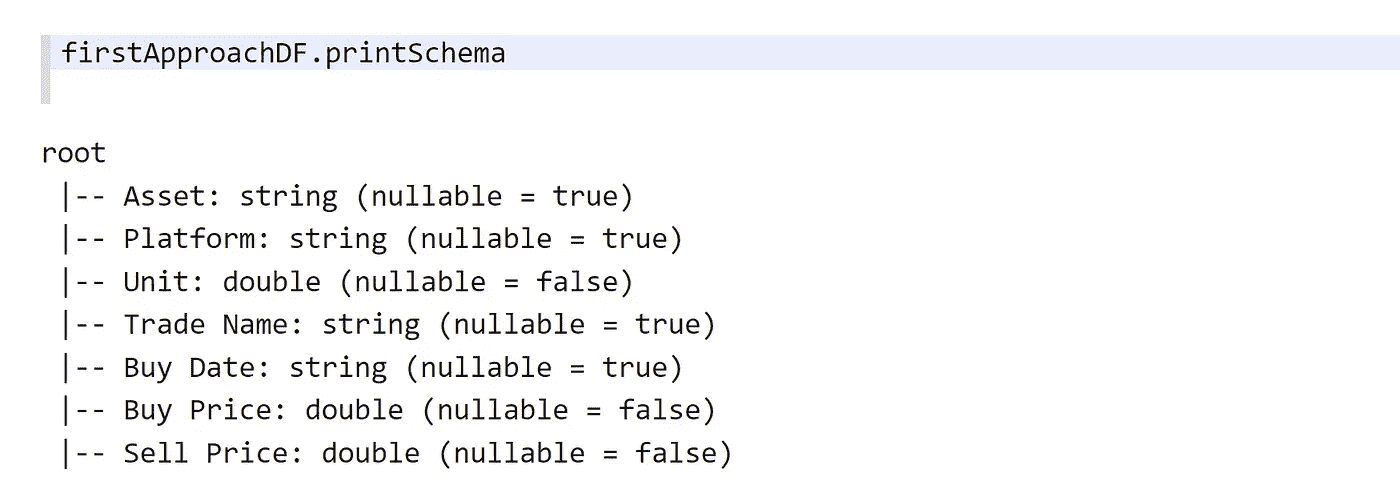 firstApproachDF.printSchema
root
|-- Asset: string (nullable = true)
|-- Platform: string (nullable = true)
|-- Unit: double (nullable = false)
|-- Trade Name: string (nullable = true)
|-- Buy Date: string (nullable = true)
|-- Buy Price: double (nullable = false)
|-- Sell Price: double (nullable = false)